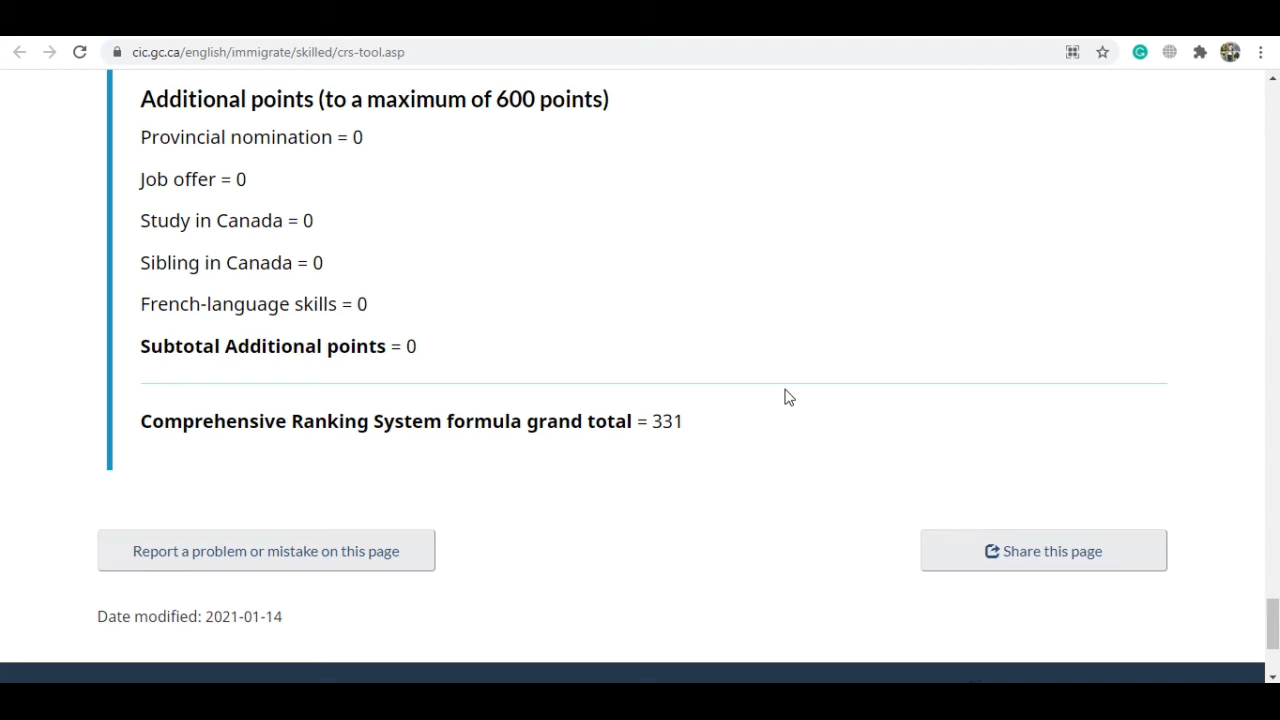 cic.gc.ca/english/immigrate/skilled/crs-tool.asp
Additional points (to a maximum of 600 points)
Provincial nomination = 0
Job offer = 0
Study in Canada = 0
Sibling in Canada = 0
French-language skills = 0
Subtotal Additional points = 0
Comprehensive Ranking System formula grand total = 331
Report a problem or mistake on this page
Share this page
Date modified: 2021-01-14